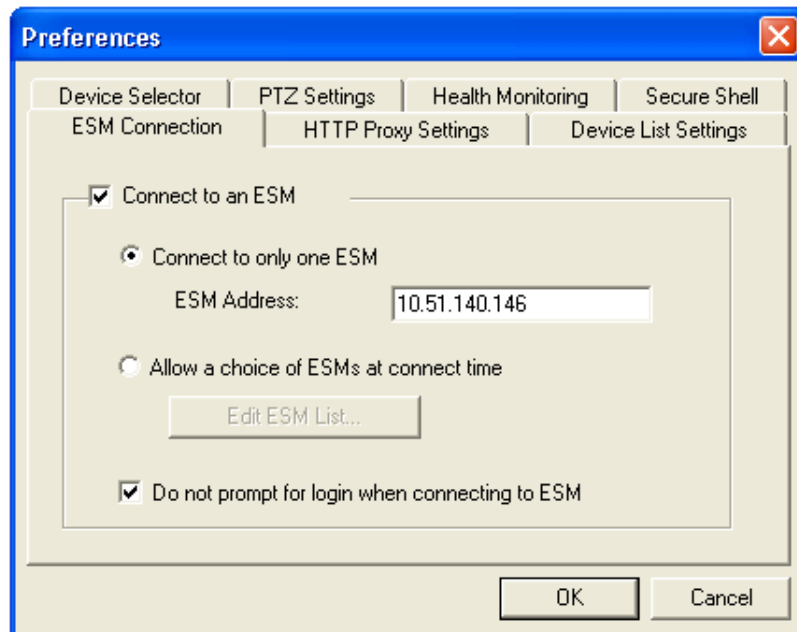 Preferences
Device Selector PTZ Settings Health Monitoring Secure Shell
ESM Connection HTTP Proxy Settings Device List Settings
Connect to an ESM
Connect to only one ESM
ESM Address: 10.51.140.146
Allow a choice of ESMs at connect time
Edit ESM List...
Do not prompt for login when connecting to ESM
OK Cancel